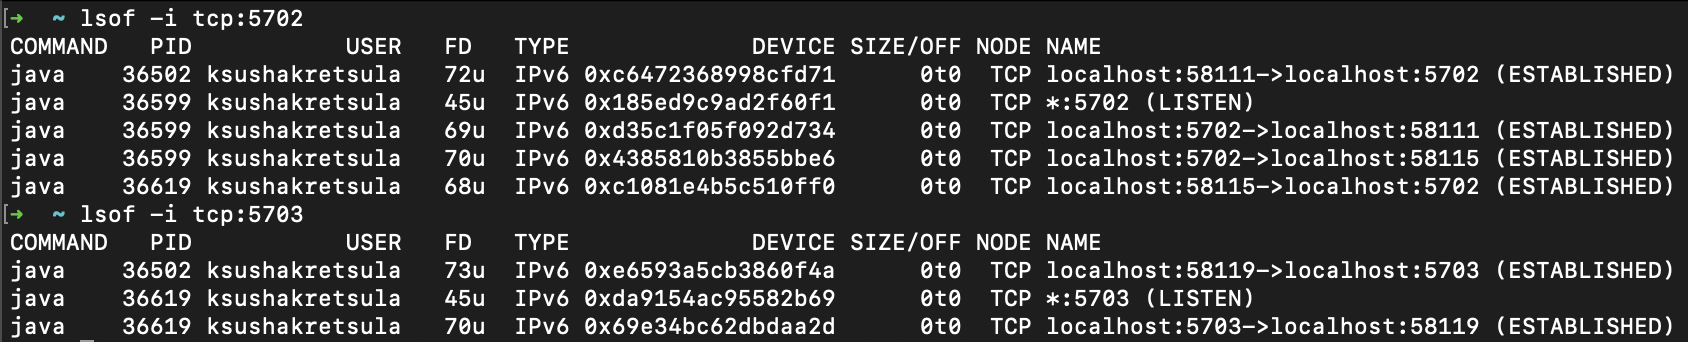 [➜  ~ lsof -i tcp:5702
COMMAND   PID          USER   FD   TYPE             DEVICE SIZE/OFF NODE NAME
java    36502 ksushakretsula   72u  IPv6 0xc6472368998cfd71      0t0  TCP localhost:58111->localhost:5702 (ESTABLISHED)
java    36599 ksushakretsula   45u  IPv6 0x185ed9c9ad2f60f1      0t0  TCP *:5702 (LISTEN)
java    36599 ksushakretsula   69u  IPv6 0xd35c1f05f092d734      0t0  TCP localhost:5702->localhost:58111 (ESTABLISHED)
java    36599 ksushakretsula   70u  IPv6 0x4385810b3855bbe6      0t0  TCP localhost:5702->localhost:58115 (ESTABLISHED)
java    36619 ksushakretsula   68u  IPv6 0xc1081e4b5c510ff0      0t0  TCP localhost:58115->localhost:5702 (ESTABLISHED)
[➜  ~ lsof -i tcp:5703
COMMAND   PID          USER   FD   TYPE             DEVICE SIZE/OFF NODE NAME
java    36502 ksushakretsula   73u  IPv6 0xe6593a5cb3860f4a      0t0  TCP localhost:58119->localhost:5703 (ESTABLISHED)
java    36619 ksushakretsula   45u  IPv6 0xda9154ac95582b69      0t0  TCP *:5703 (LISTEN)
java    36619 ksushakretsula   70u  IPv6 0x69e34bc62dbdaa2d      0t0  TCP localhost:5703->localhost:58119 (ESTABLISHED)